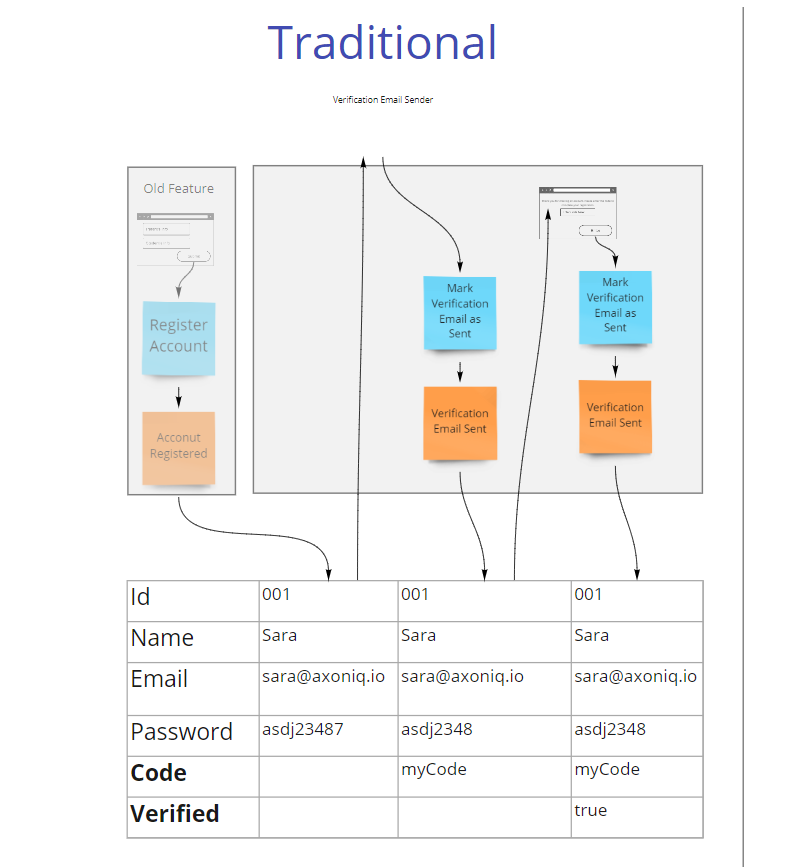 Traditional
Verification Email Sender
Old Feature
Register
Account
Acconut
Registered
Mark
Verification
Email as
Sent
Verification
Email Sent
Mark
Verification
Email as
Sent
Verification
Email Sent
Id 001 001 001
Name Sara Sara Sara
Email sara@axoniq.io sara@axoniq.io sara@axoniq.io
Password asdj23487 asdj2348 asdj2348
Code myCode myCode
Verified true